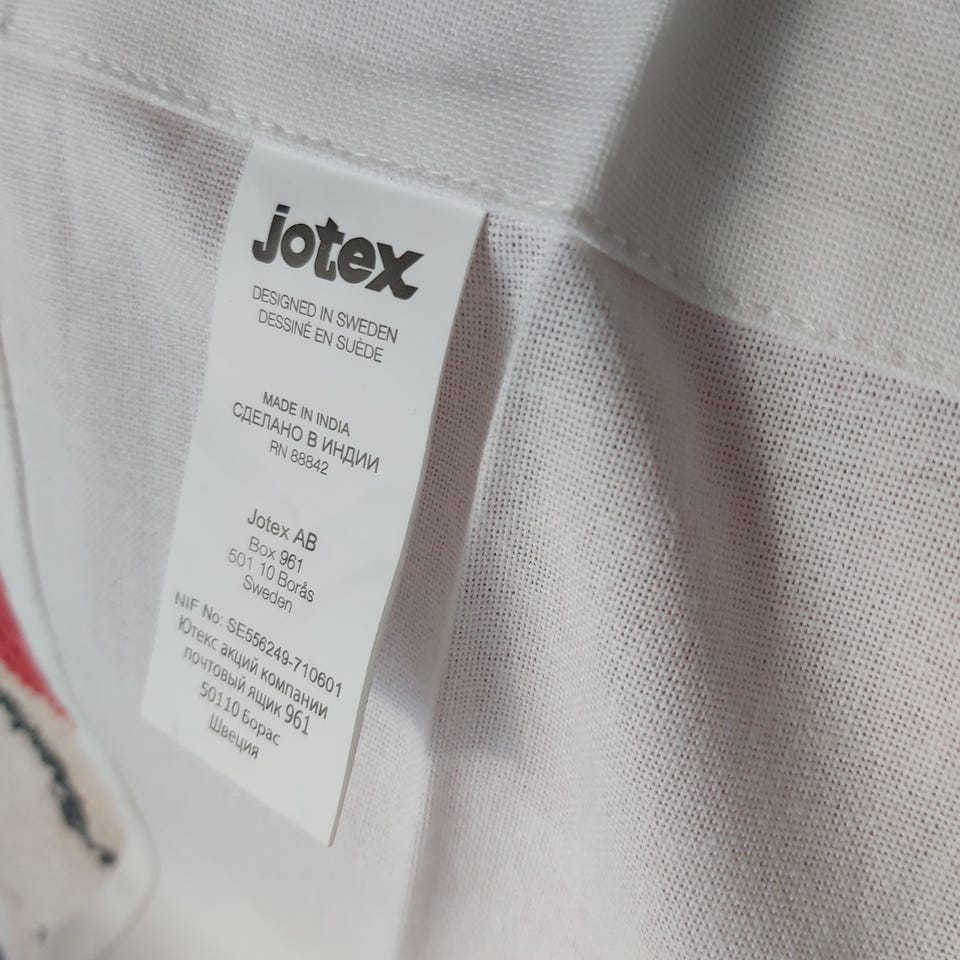 jotex
DESIGNED IN SWEDEN
DESSINÉ EN SUÈDE
MADE IN INDIA
СДЕЛАНО В ИНДИИ
RN 88842
Jotex AB
Box 961
501 10 Borås
Sweden
NIF No: SE556249-710601
Ютекс акций компании
почтовый ящик 961
50110 Борас
Швеция